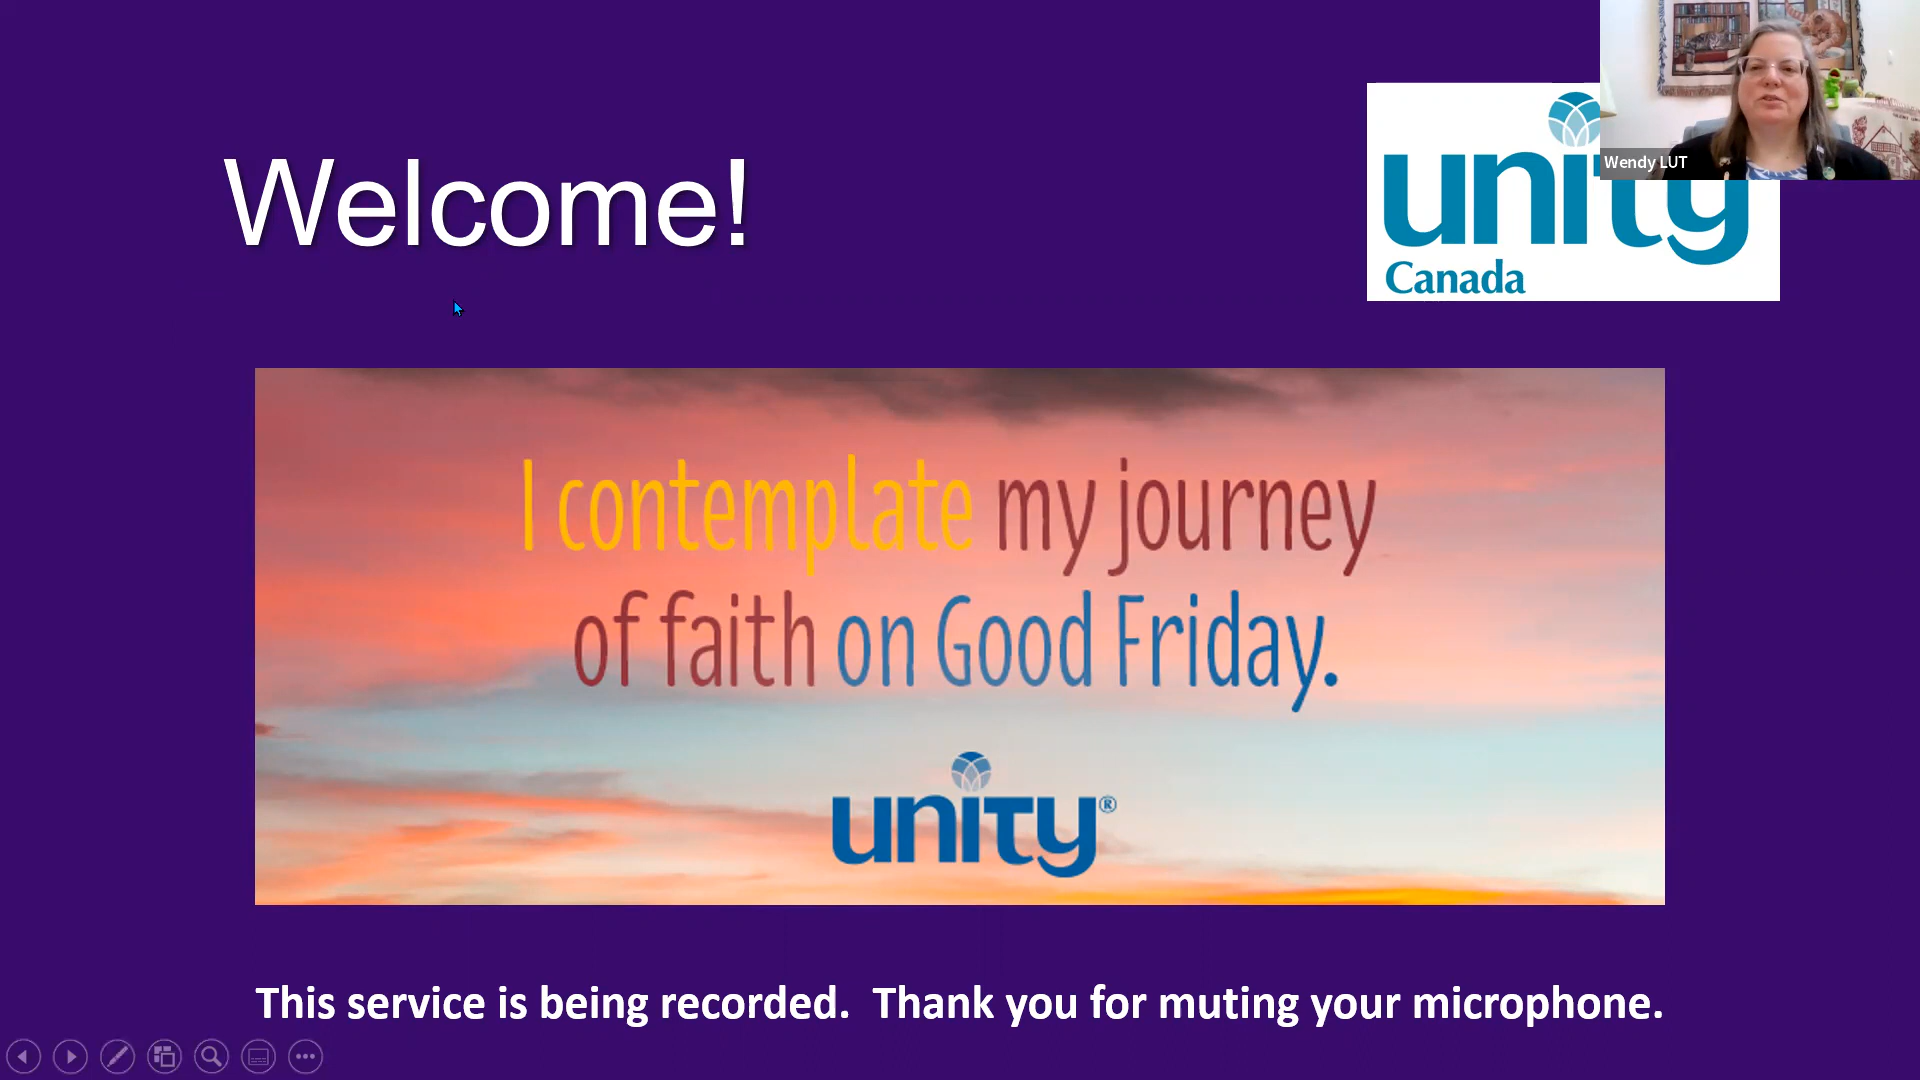 Welcome!
unity
Canada
Wendy LUT
I contemplate my journey
of faith on Good Friday.
unity®
This service is being recorded.  Thank you for muting your microphone.